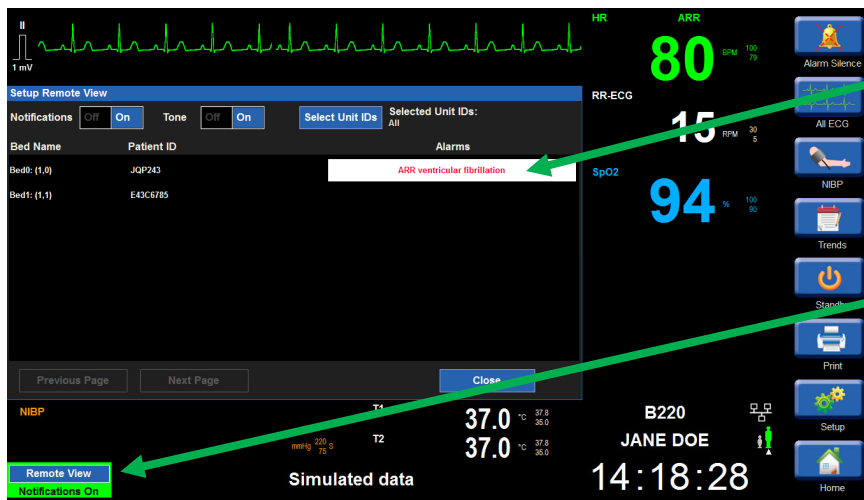 II
1 mV
HR ARR
80 BPM 100
79
Alarm Silence
Setup Remote View
Notifications Off On Tone Off On Select Unit IDs Selected Unit IDs:
All
Bed Name Patient ID Alarms
Bed0: (1,0) JQP243 ARR ventricular fibrillation
Bed1: (1,1) E43C6785
Previous Page Next Page Close
RR-ECG
15 RPM 30
5
SpO2
94 % 100
90
All ECG
NIBP
Trends
Print
Setup
Home
NIBP
mmHg 220 S
75
T1
37.0 °C 37.8
35.0
T2
37.0 °C 37.8
35.0
B220
JANE DOE
Remote View
Notifications On
Simulated data
14:18:28